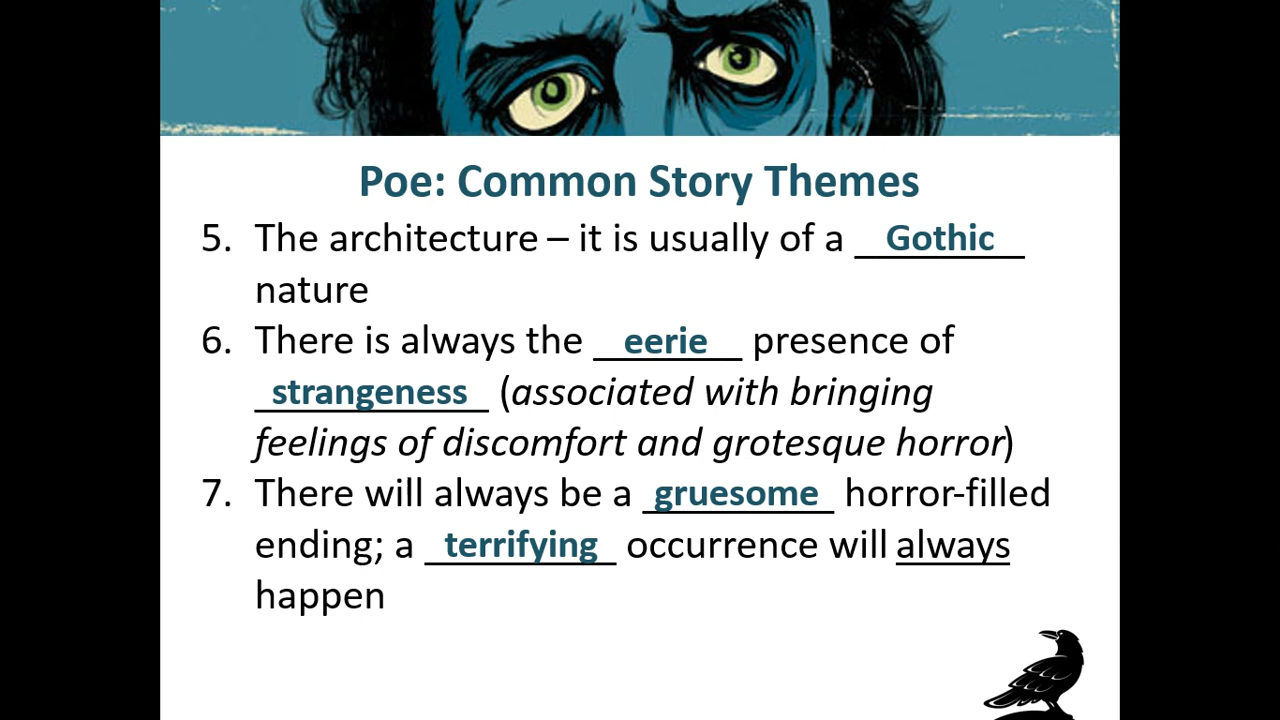 Poe: Common Story Themes
5. The architecture – it is usually of a Gothic
nature
6. There is always the eerie presence of
strangeness (associated with bringing
feelings of discomfort and grotesque horror)
7. There will always be a gruesome horror-filled
ending; a terrifying occurrence will always
happen